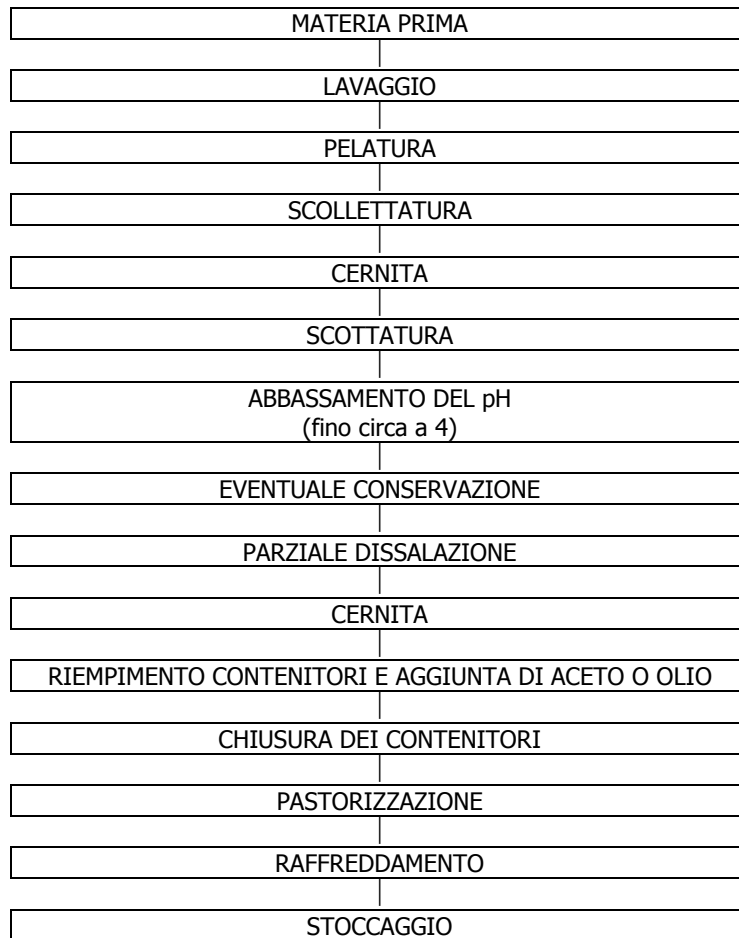 MATERIA PRIMA
LAVAGGIO
PELATURA
SCOLLETTATURA
CERNITA
SCOTTATURA
ABBASSAMENTO DEL pH
(fino circa a 4)
EVENTUALE CONSERVAZIONE
PARZIALE DISSALAZIONE
CERNITA
RIEMPIMENTO CONTENITORI E AGGIUNTA DI ACETO O OLIO
CHIUSURA DEI CONTENITORI
PASTORIZZAZIONE
RAFFREDDAMENTO
STOCCAGGIO